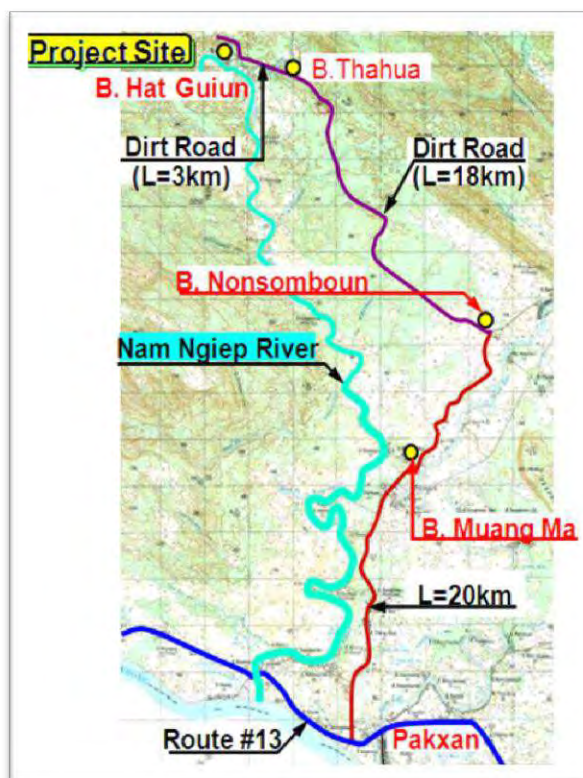 Project Site
B. Thahua
B. Hat Guiun
Dirt Road
(L=3km)
Dirt Road
(L=18km)
B. Nonsomboun
Nam Ngiep River
B. Muang Ma
L=20km
Route #13
Pakxan